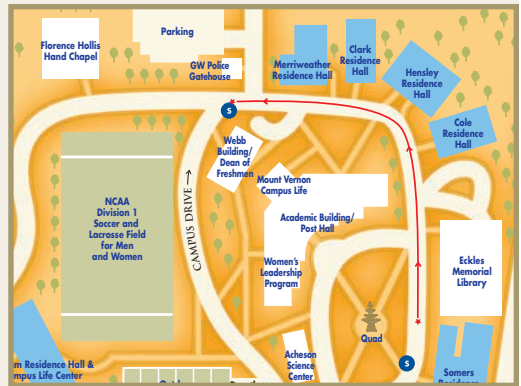 Parking
Florence Hollis
Hand Chapel
GW Police
Gatehouse
Merriweather
Residence Hall
Clark
Residence
Hall
Hensley
Residence
Hall
Cole
Residence
Hall
S
Webb
Building/
Dean of
Freshmen
Mount Vernon
Campus Life
NCAA
Division 1
Soccer and
Lacrosse Field
for Men
and Women
CAMPUS DRIVE →
Academic Building/
Post Hall
Women's
Leadership
Program
Eckles
Memorial
Library
Quad
Acheson
Science
Center
S
Somers
m Residence Hall &
mpus Life Center